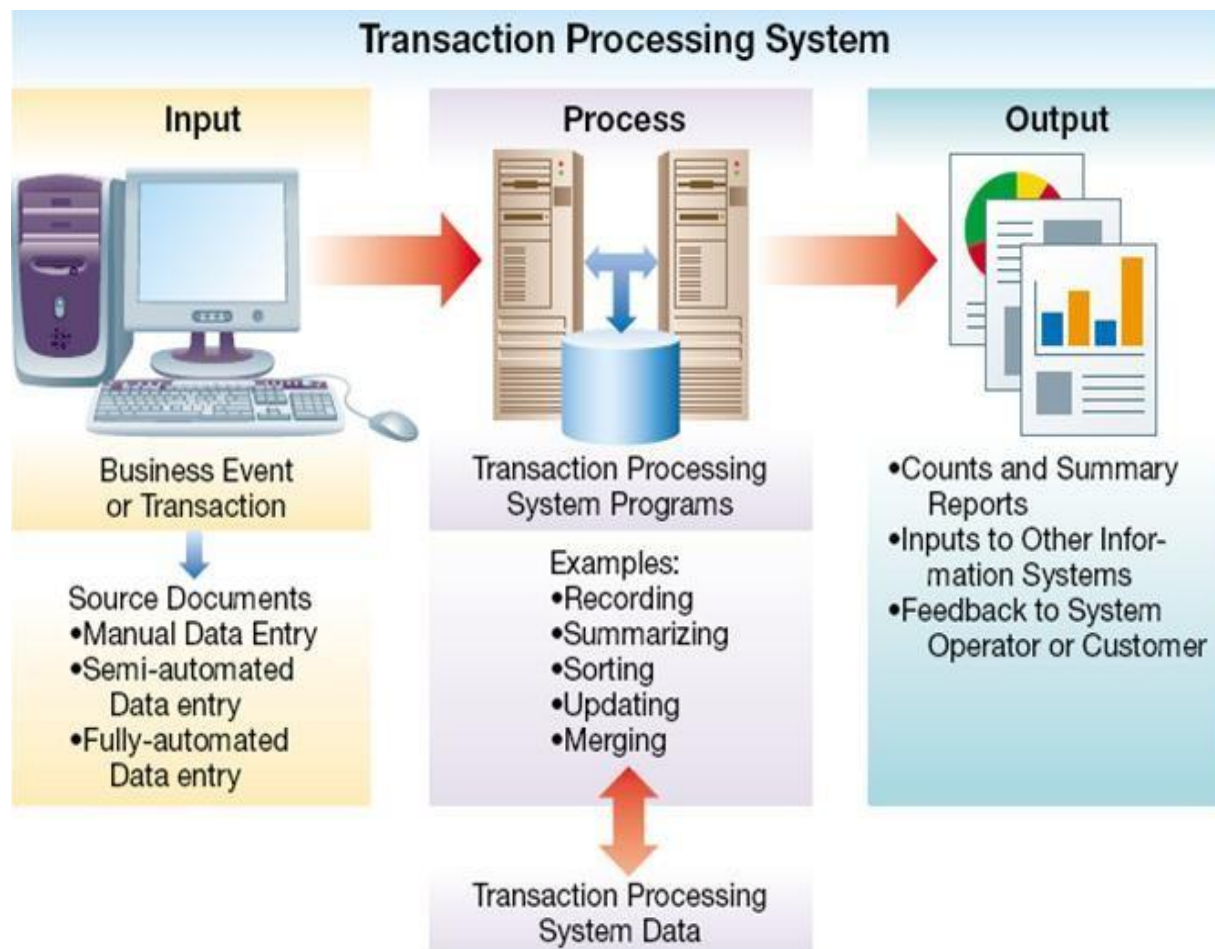 Transaction Processing System
Input
Business Event
or Transaction
Source Documents
•Manual Data Entry
•Semi-automated
Data entry
•Fully-automated
Data entry
Process
Transaction Processing
System Programs
Examples:
•Recording
•Summarizing
•Sorting
•Updating
•Merging
Transaction Processing
System Data
Output
•Counts and Summary
Reports
•Inputs to Other Infor-
mation Systems
•Feedback to System
Operator or Customer